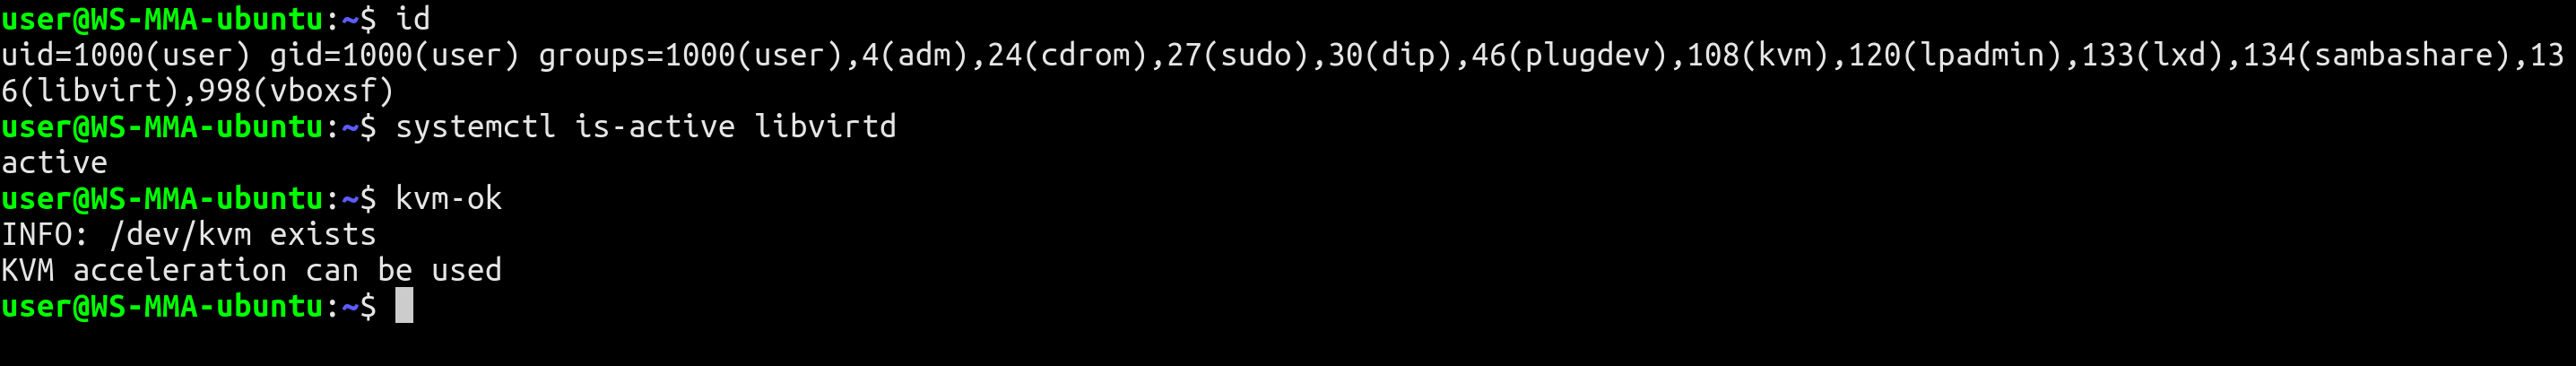 user@WS-MMA-ubuntu:~$ id
uid=1000(user) gid=1000(user) groups=1000(user),4(adm),24(cdrom),27(sudo),30(dip),46(plugdev),108(kvm),120(lpadmin),133(lxd),134(sambashare),13
6(libvirt),998(vboxsf)
user@WS-MMA-ubuntu:~$ systemctl is-active libvirtd
active
user@WS-MMA-ubuntu:~$ kvm-ok
INFO: /dev/kvm exists
KVM acceleration can be used
user@WS-MMA-ubuntu:~$